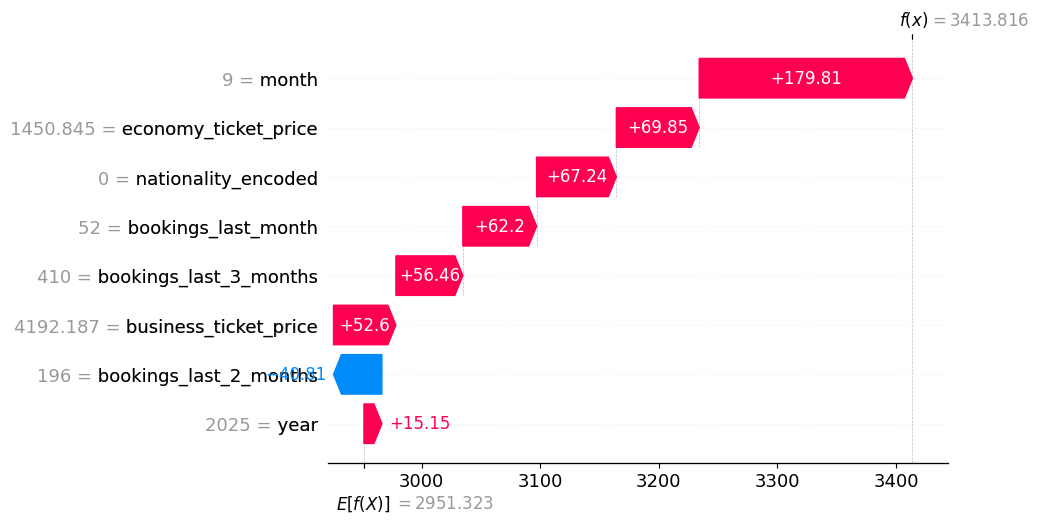 f(x) = 3413.816
9 = month
+179.81
1450.845 = economy_ticket_price
+69.85
0 = nationality_encoded
+67.24
52 = bookings_last_month
+62.2
410 = bookings_last_3_months
+56.46
4192.187 = business_ticket_price
+52.6
196 = bookings_last_2_months
−40.81
2025 = year
+15.15
3000 3100 3200 3300 3400
E[f(X)] = 2951.323